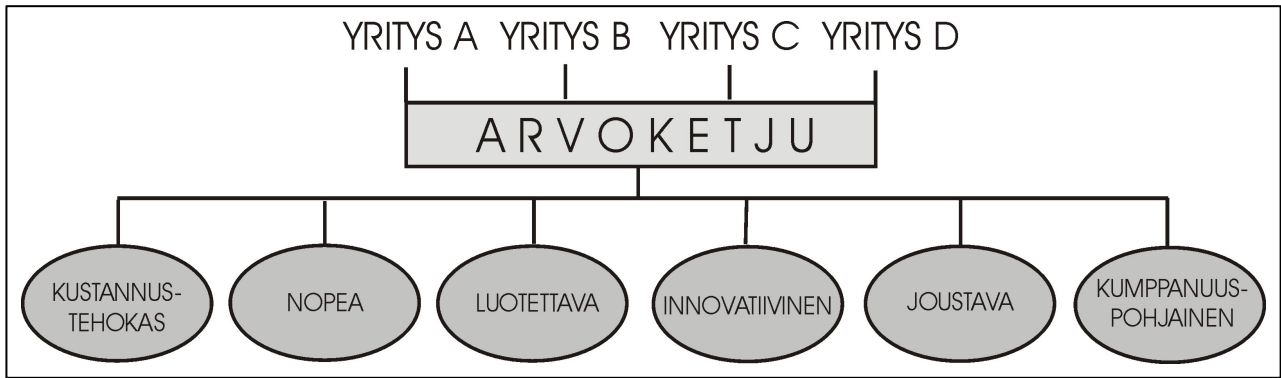 YRITYS A YRITYS B YRITYS C YRITYS D
ARVOKETJU
KUSTANNUS-
TEHOKAS
NOPEA
LUOTETTAVA
INNOVATIIVINEN
JOUSTAVA
KUMPPANUUS-
POHJAINEN